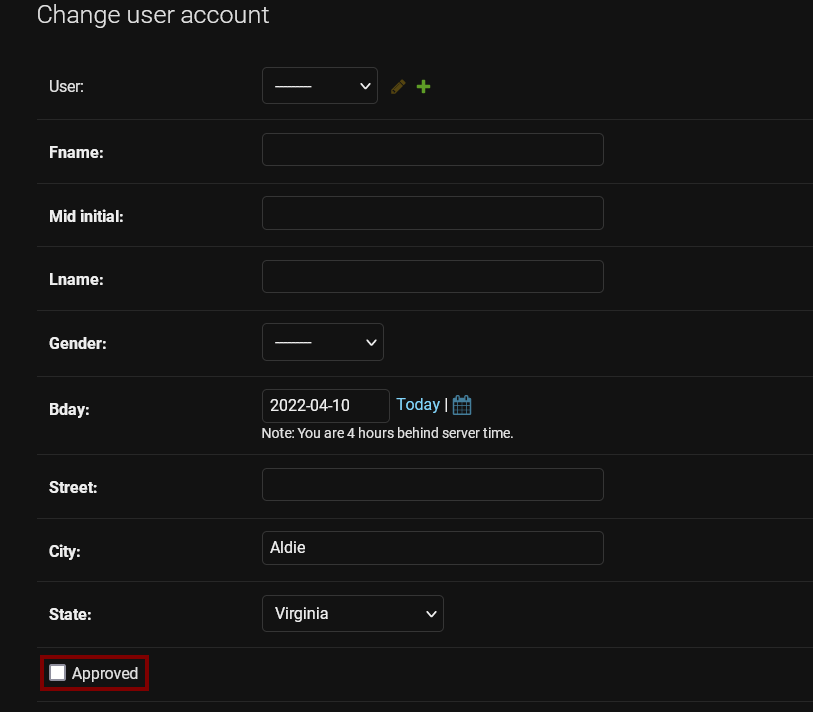 Change user account
User:
Fname:
Mid initial:
Lname:
Gender:
Bday: 2022-04-10 Today |
Note: You are 4 hours behind server time.
Street:
City: Aldie
State: Virginia
Approved